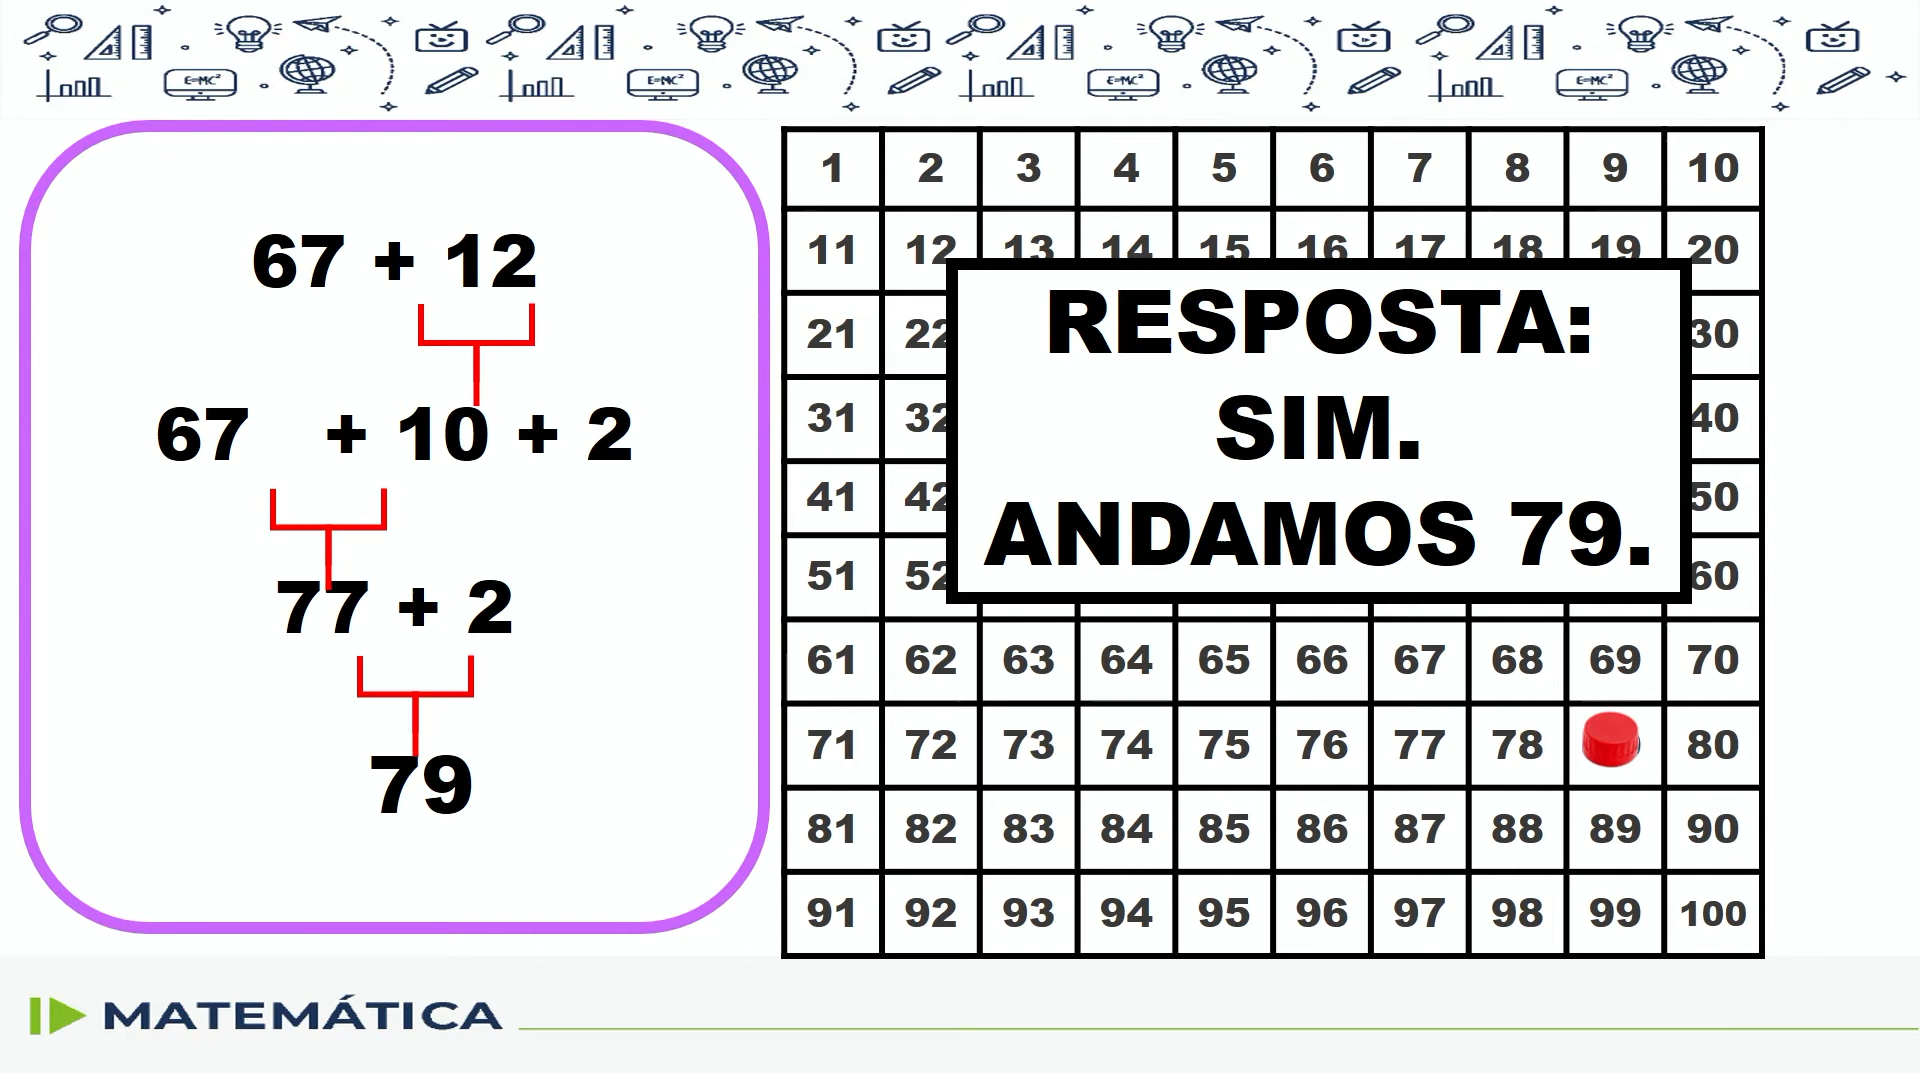 E=MC² E=MC² E=MC² E=MC²
67 + 12
67 + 10 + 2
77 + 2
79
1 2 3 4 5 6 7 8 9 10
11 12 13 14 15 16 17 18 19 20
21 22 30
31 32 40
41 42 50
51 52 60
RESPOSTA:
SIM.
ANDAMOS 79.
61 62 63 64 65 66 67 68 69 70
71 72 73 74 75 76 77 78 80
81 82 83 84 85 86 87 88 89 90
91 92 93 94 95 96 97 98 99 100
MATEMÁTICA